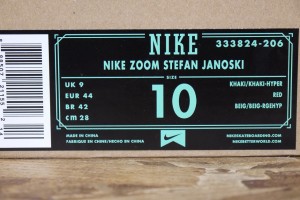 NIKE
333824-206
NIKE ZOOM STEFAN JANOSKI
SIZE
10
UK 9
EUR 44
BR 42
cm 28
KHAKI/KHAKI-HYPER
RED
BEIG/BEIG-RGEHYP
MADE IN CHINA
FABRIQUE EN CHINE/HECHO EN CHINA
NIKESKATEBOARDING.COM
NIKEBETTERWORLD.COM